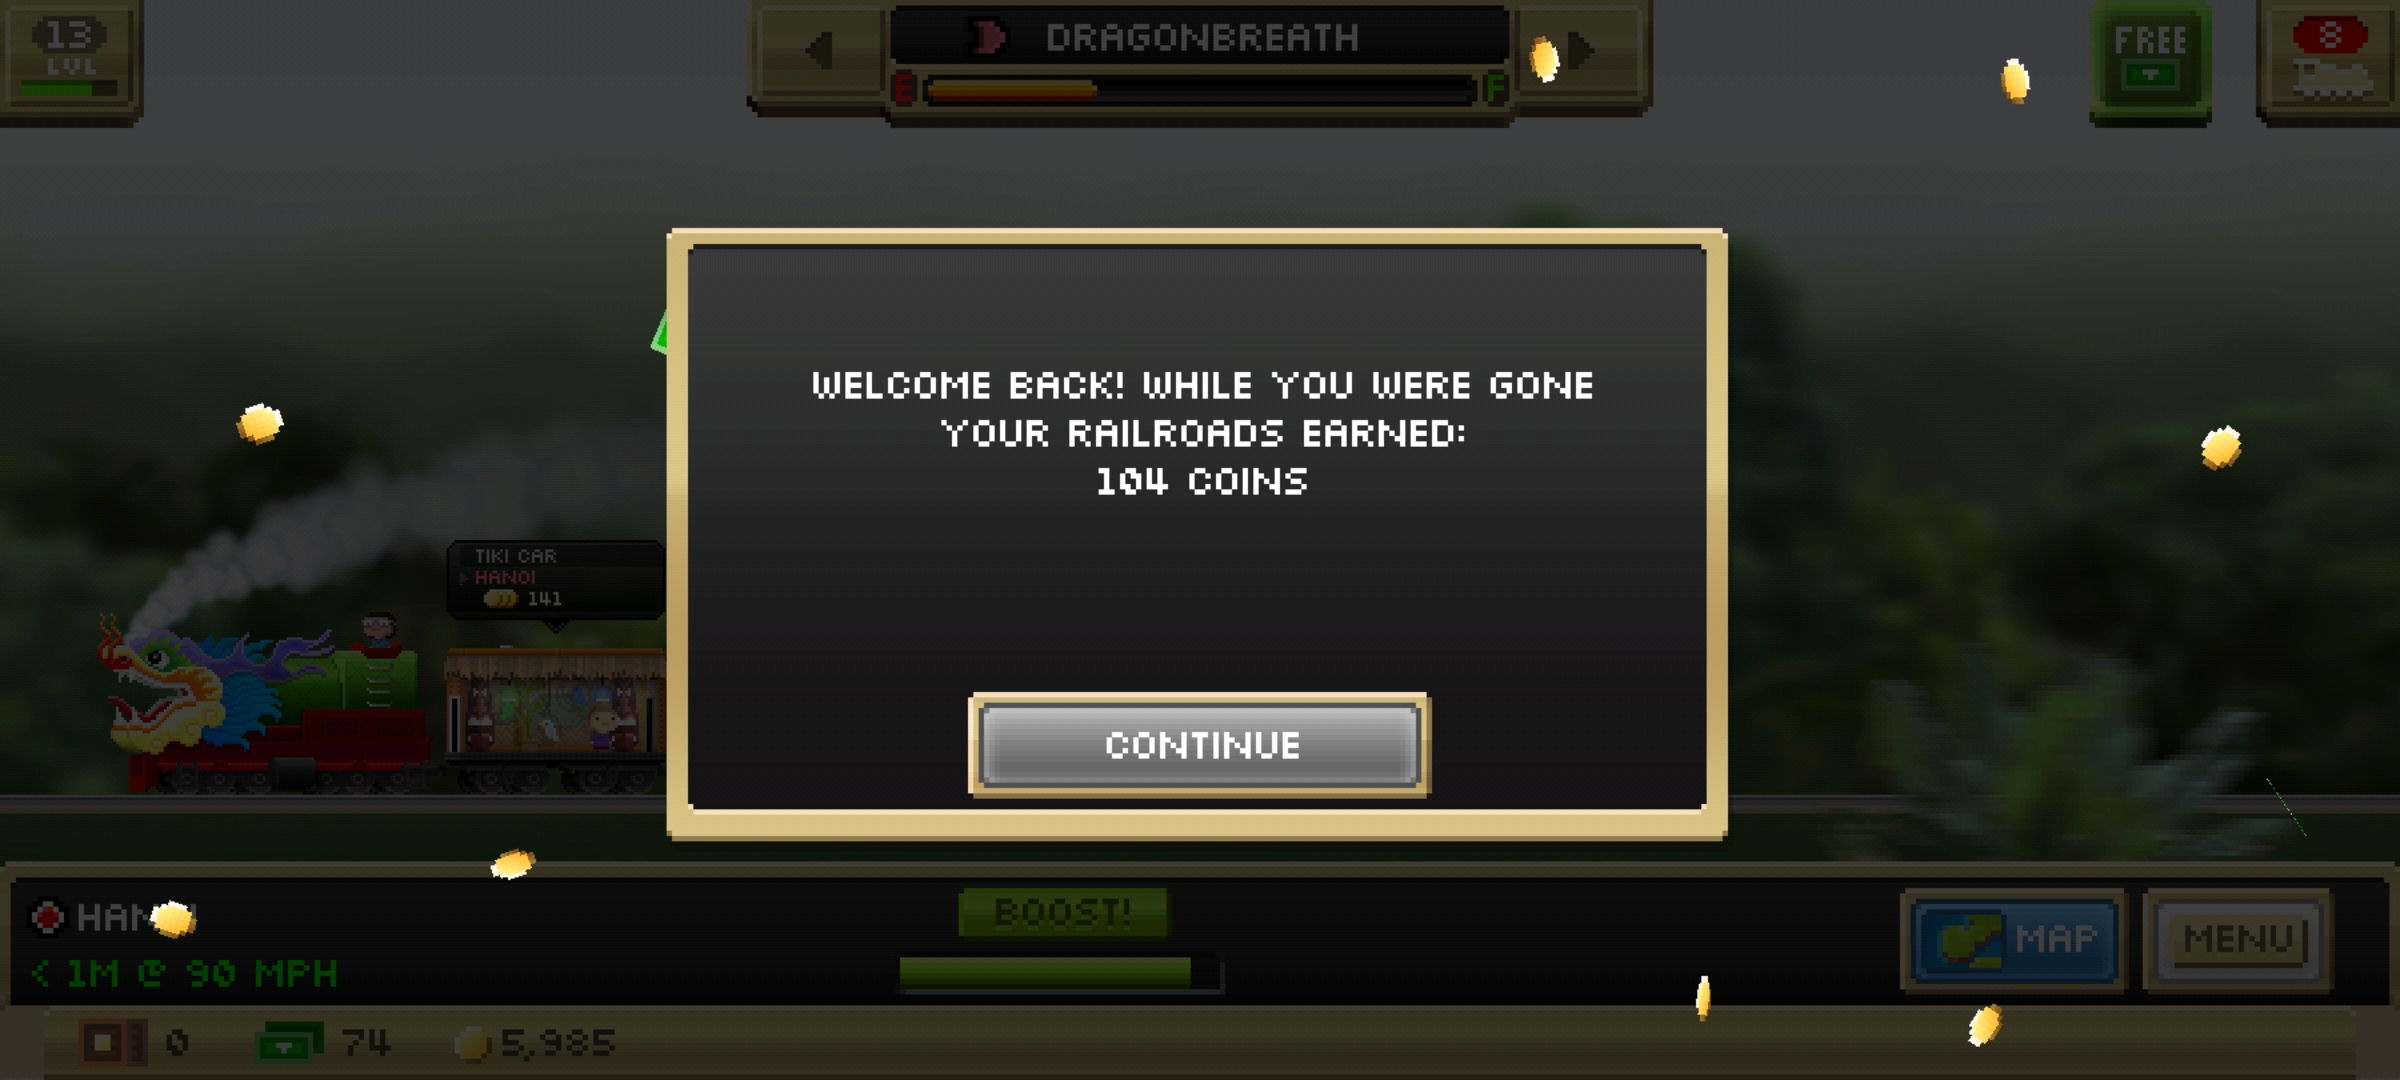 13
LVL
DRAGONBREATH
E
F
FREE
8
WELCOME BACK! WHILE YOU WERE GONE
YOUR RAILROADS EARNED:
104 COINS
TIKI CAR
HANOI
141
CONTINUE
< 1M @ 90 MPH
BOOST!
MAP
MENU
0
74
5,985